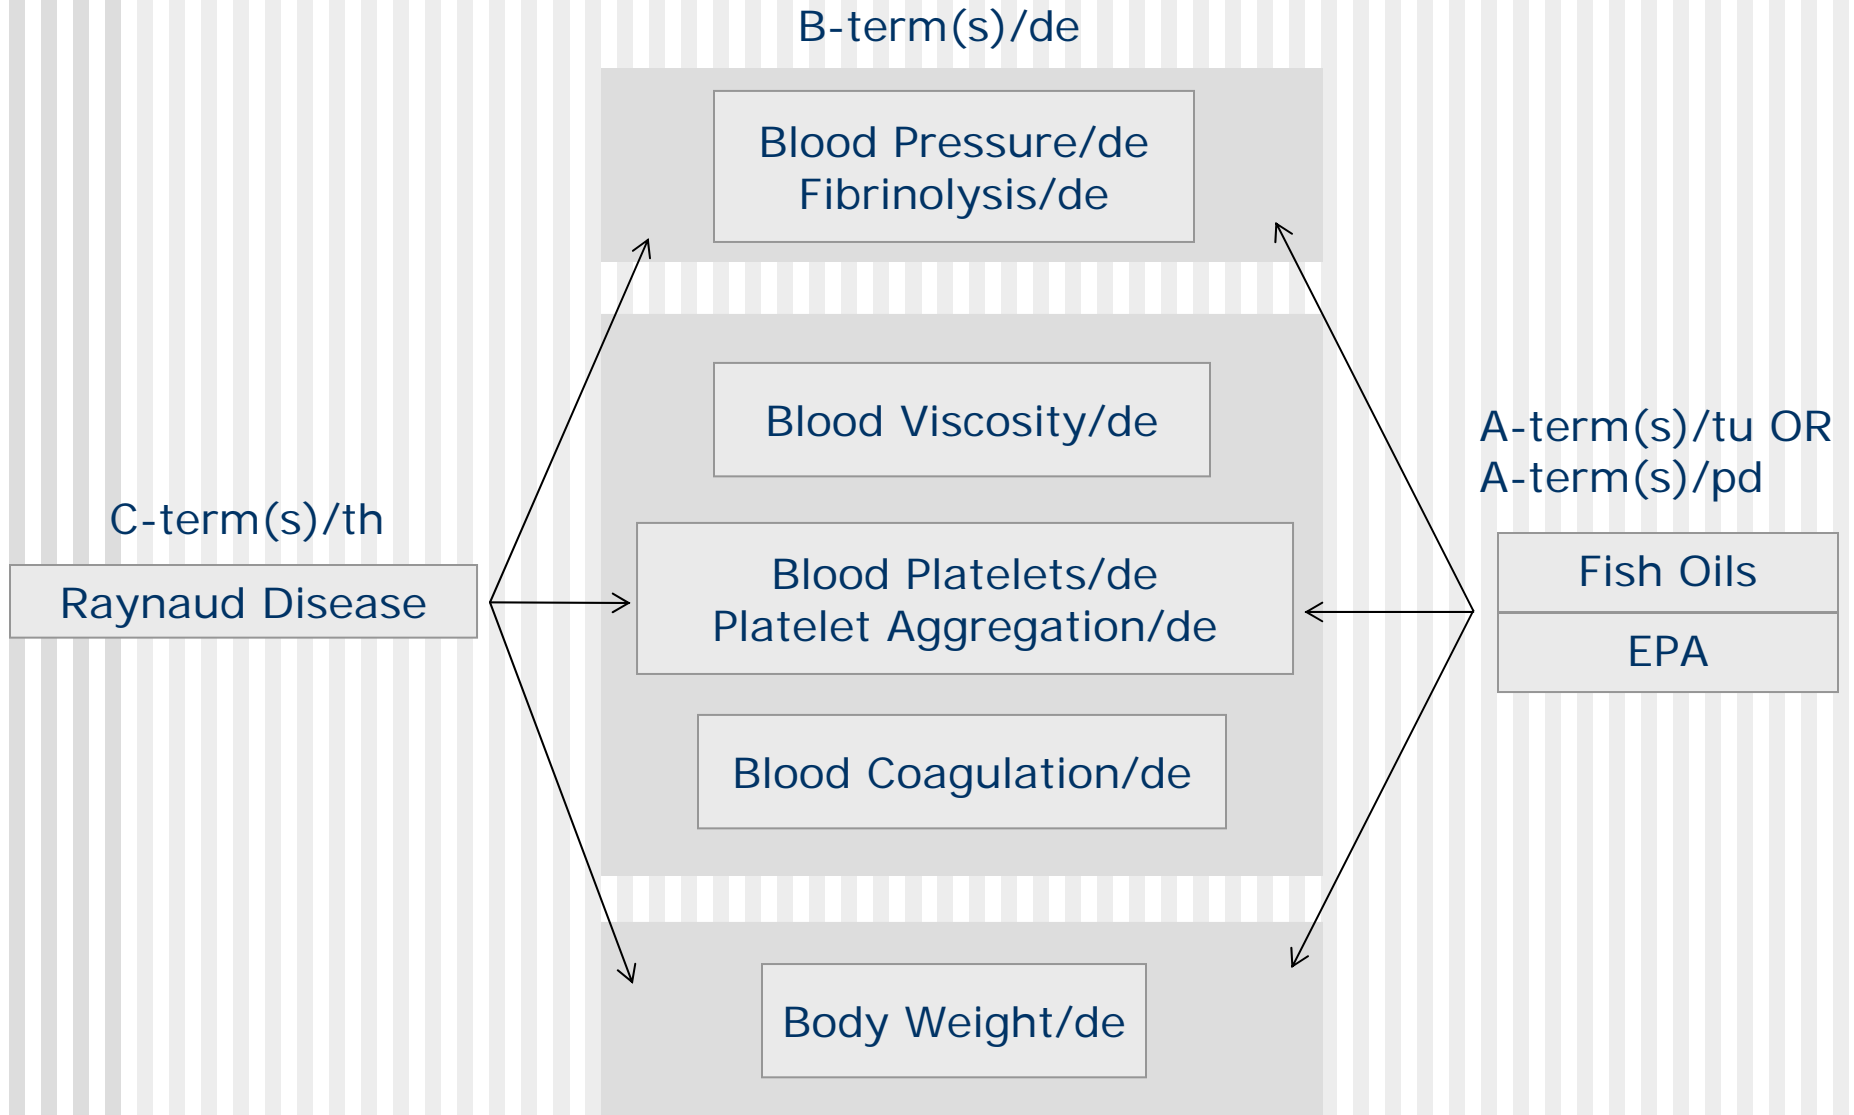 B-term(s)/de
Blood Pressure/de
Fibrinolysis/de
Blood Viscosity/de
Blood Platelets/de
Platelet Aggregation/de
Blood Coagulation/de
Body Weight/de
C-term(s)/th
Raynaud Disease
A-term(s)/tu OR
A-term(s)/pd
Fish Oils
EPA